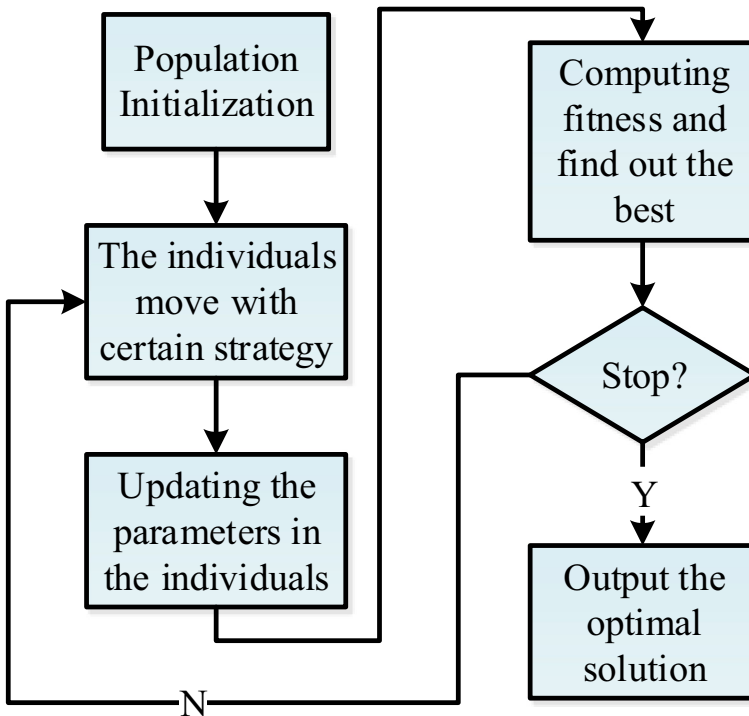 Population
Initialization
The individuals
move with
certain strategy
Updating the
parameters in
the individuals
Computing
fitness and
find out the
best
Stop?
Y
Output the
optimal
solution
N